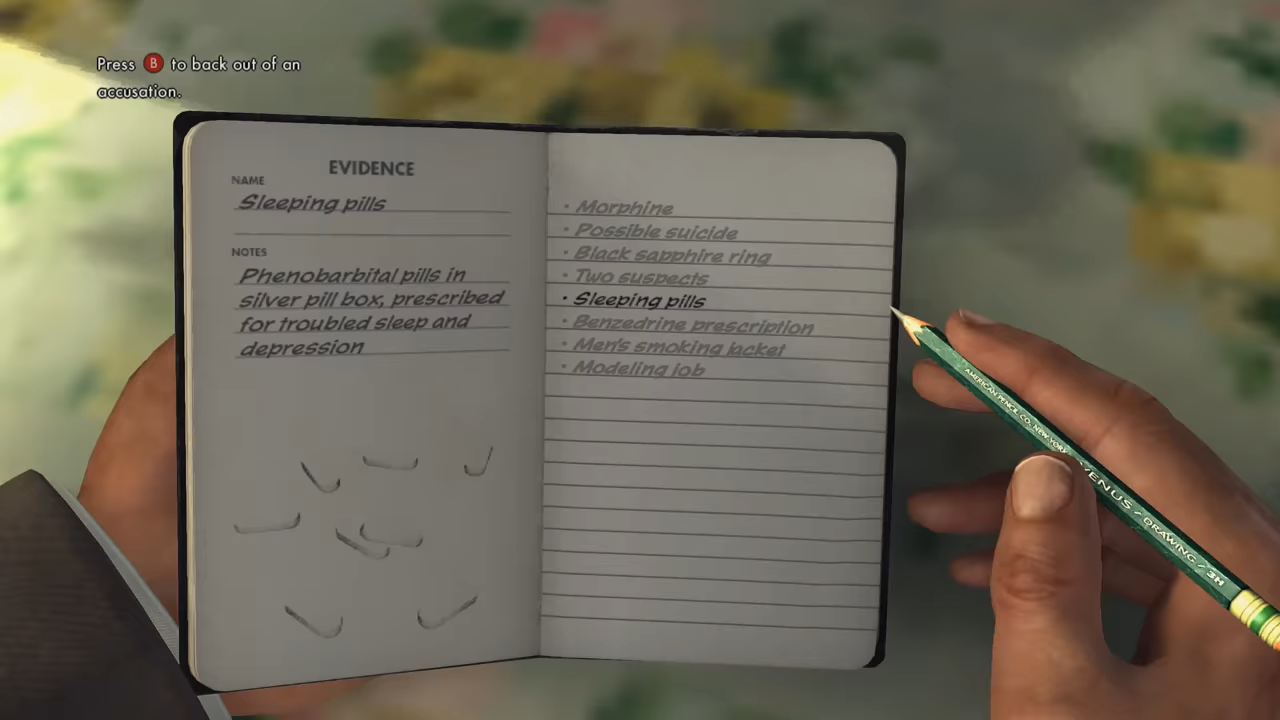 Press B to back out of an
accusation.
EVIDENCE
NAME
Sleeping pills
NOTES
Phenobarbital pills in
silver pill box, prescribed
for troubled sleep and
depression
• Morphine
• Possible suicide
• Black sapphire ring
• Two suspects
• Sleeping pills
• Benzedrine prescription
• Men's smoking jacket
• Modeling job
AMERICAN PENCIL CO. NEW YORK VENUS / DRAWING / 3H